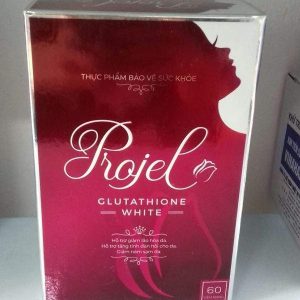 THỰC PHẨM BẢO VỆ SỨC KHỎE
Projel
GLUTATHIONE
WHITE
Hỗ trợ giảm lão hóa da.
Hỗ trợ tăng tính đàn hồi cho da.
Giảm nám sạm da.
60